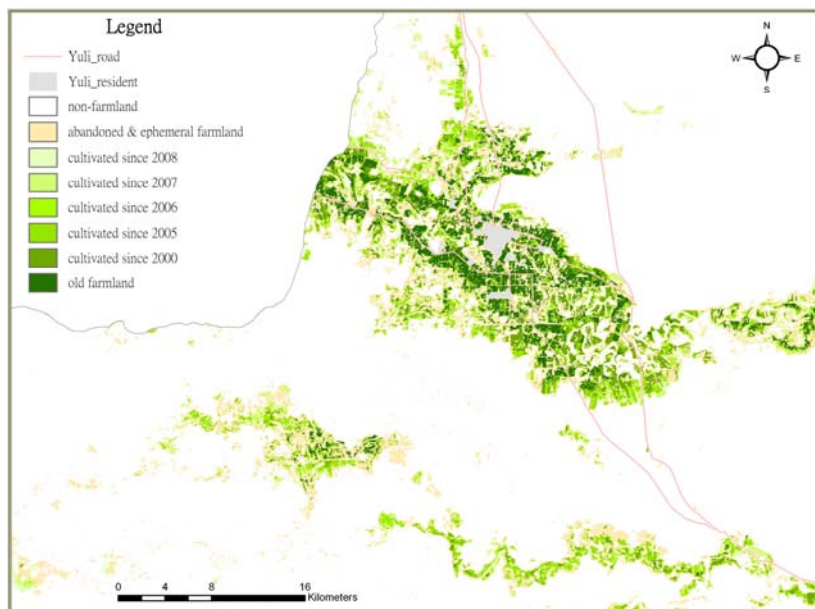 Legend
Yuli_road
Yuli_resident
non-farmland
abandoned & ephemeral farmland
cultivated since 2008
cultivated since 2007
cultivated since 2006
cultivated since 2005
cultivated since 2000
old farmland
N
W E
S
0 4 8 16
Kilometers